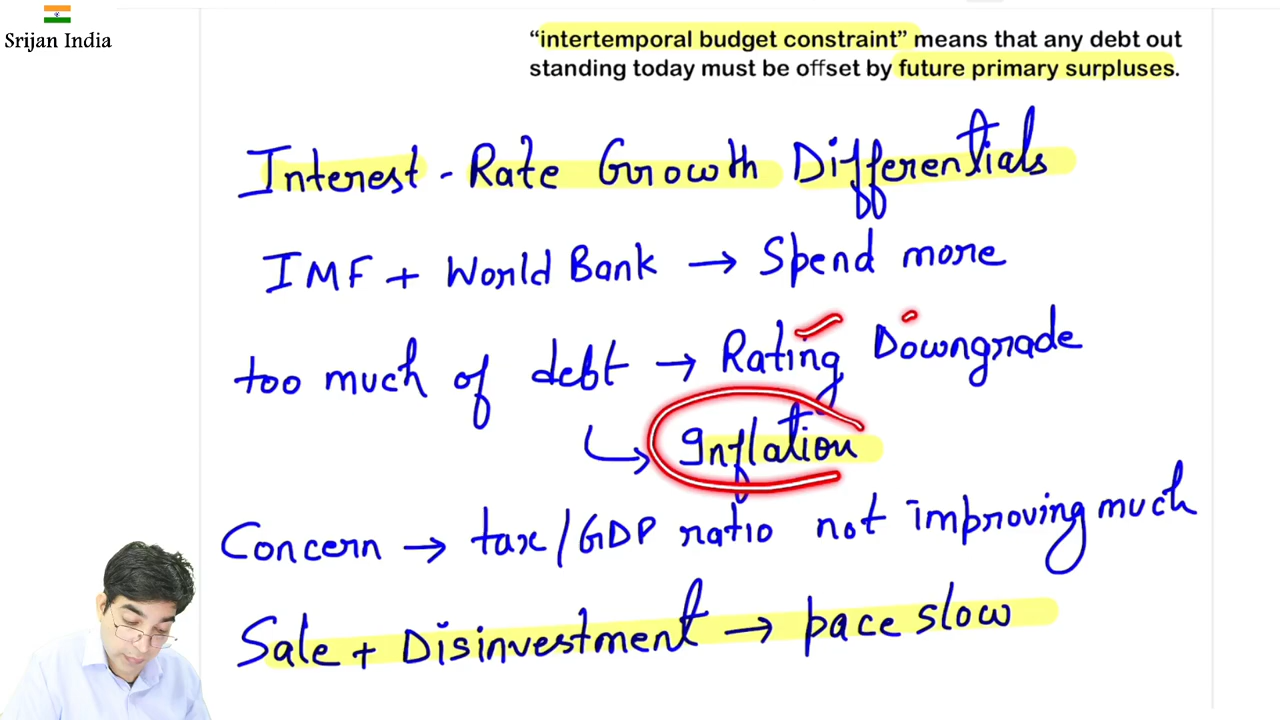 Srijan India
“intertemporal budget constraint” means that any debt out
standing today must be offset by future primary surpluses.
Interest-Rate Growth Differentials
IMF + World Bank → Spend more
too much of debt → Rating Downgrade
↳ Inflation
Concern → tax/GDP ratio not improving much
Sale + Disinvestment → pace slow